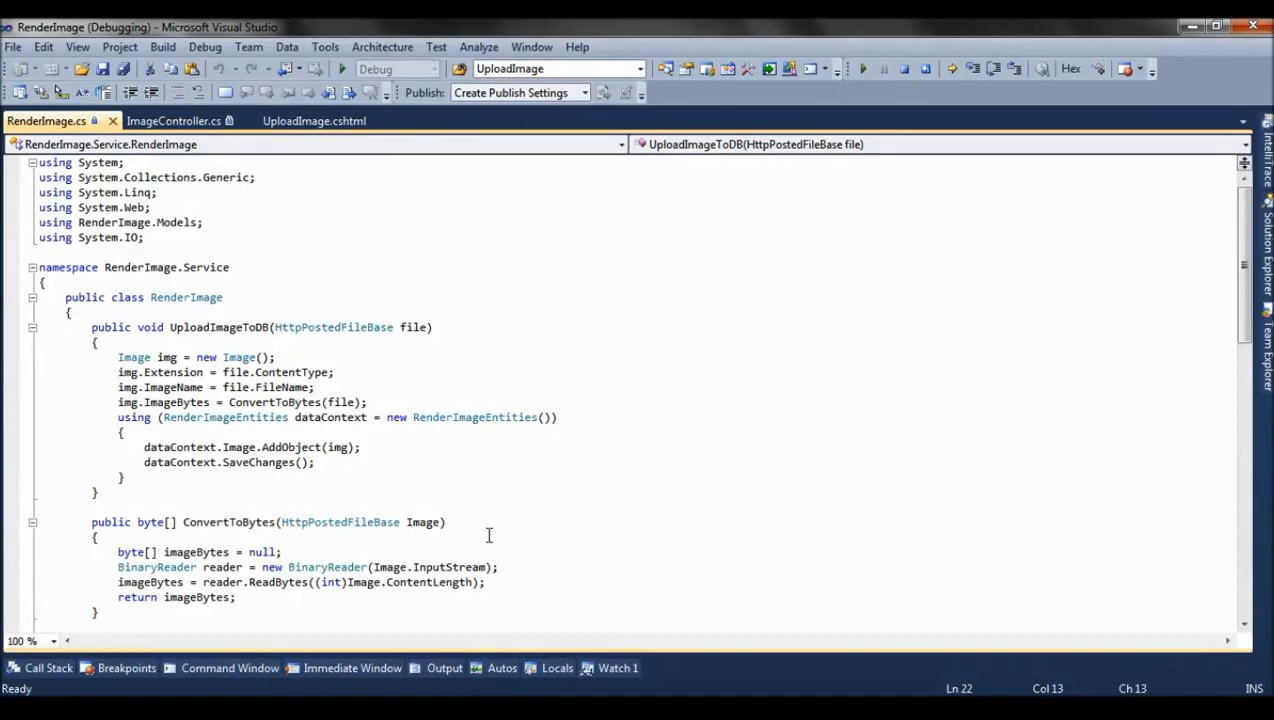 RenderImage (Debugging) - Microsoft Visual Studio
File Edit View Project Build Debug Team Data Tools Architecture Test Analyze Window Help
Debug UploadImage Hex
Publish: Create Publish Settings
RenderImage.cs ImageController.cs UploadImage.cshtml
RenderImage.Service.RenderImage UploadImageToDB(HttpPostedFileBase file)
using System;
using System.Collections.Generic;
using System.Linq;
using System.Web;
using RenderImage.Models;
using System.IO;
namespace RenderImage.Service
{
public class RenderImage
{
public void UploadImageToDB(HttpPostedFileBase file)
{
Image img = new Image();
img.Extension = file.ContentType;
img.ImageName = file.FileName;
img.ImageBytes = ConvertToBytes(file);
using (RenderImageEntities dataContext = new RenderImageEntities())
{
dataContext.Image.AddObject(img);
dataContext.SaveChanges();
}
}
public byte[] ConvertToBytes(HttpPostedFileBase Image)
{
byte[] imageBytes = null;
BinaryReader reader = new BinaryReader(Image.InputStream);
imageBytes = reader.ReadBytes((int)Image.ContentLength);
return imageBytes;
}
100 %
IntelliTrace
Solution Explorer
Team Explorer
Call Stack Breakpoints Command Window Immediate Window Output Autos Locals Watch 1
Ready Ln 22 Col 13 Ch 13 INS